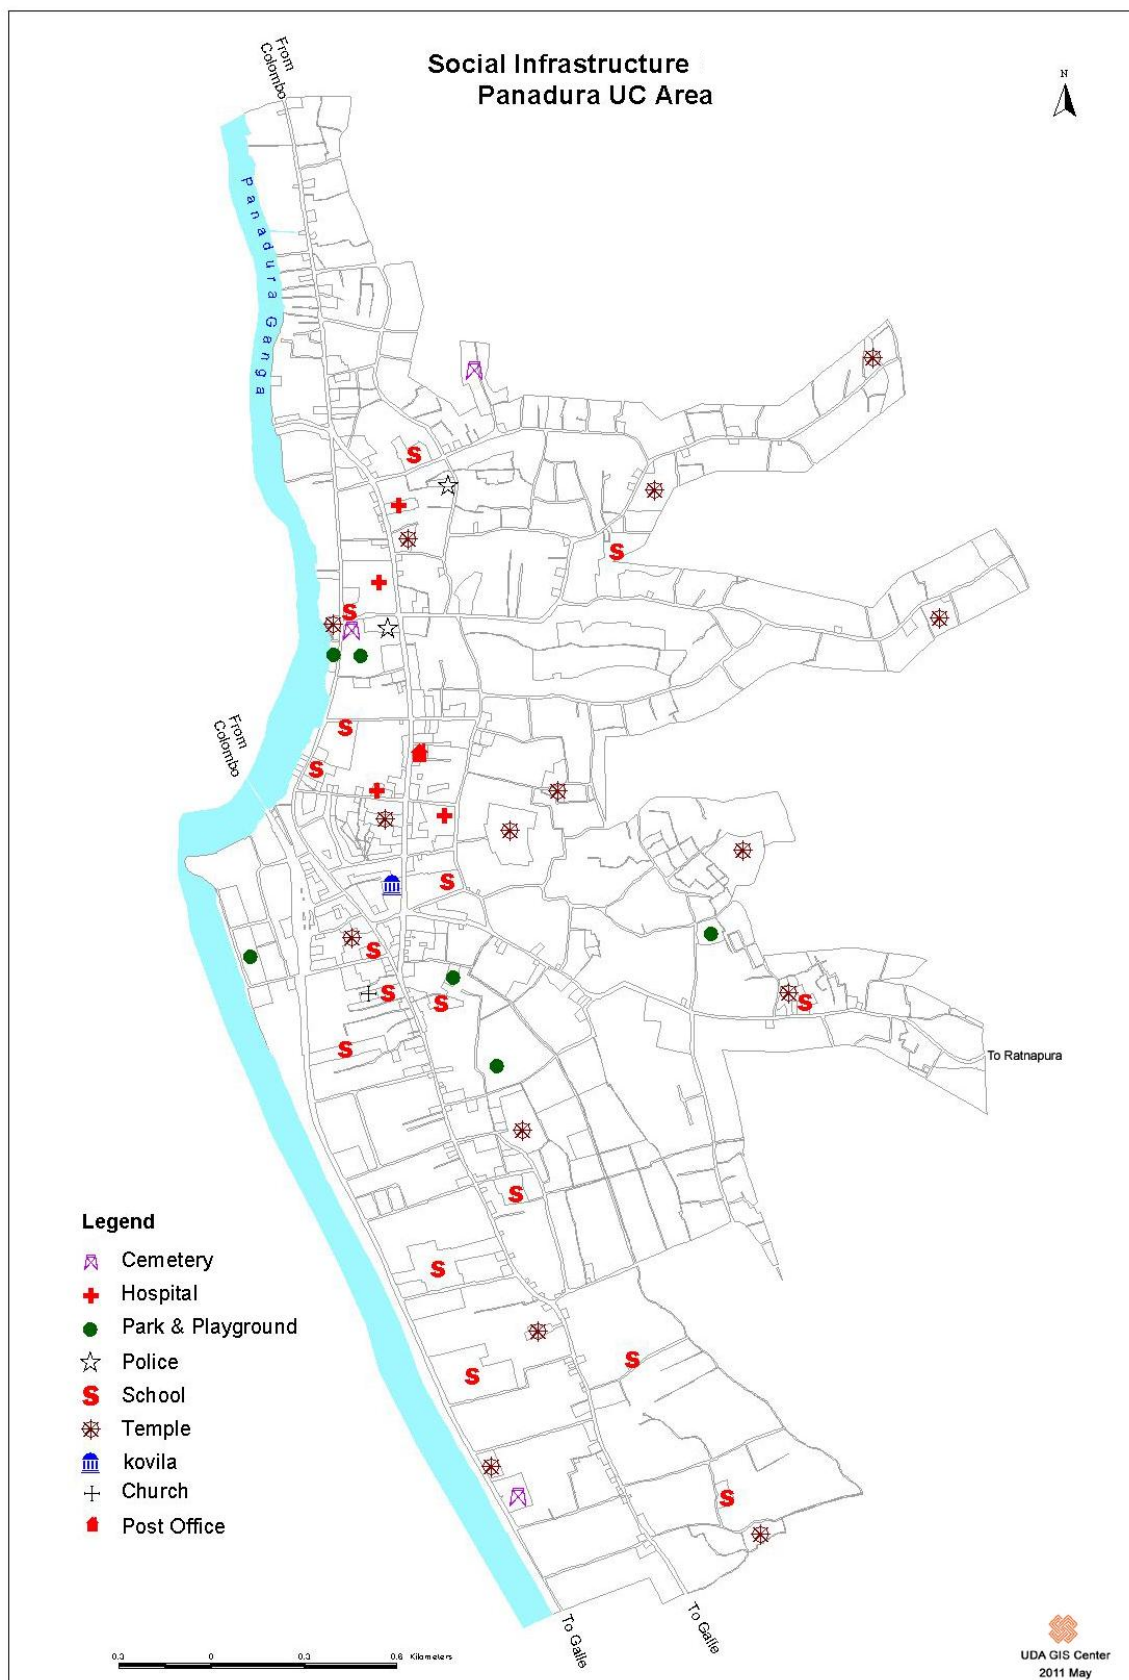 Social Infrastructure
Panadura UC Area
N
From
Colombo
Panadura Ganga
From
Colombo
S
S
S
S
S
S
S
S
S
S
S
To Ratnapura
S
S
S
S
S
Legend
Cemetery
Hospital
Park & Playground
Police
S School
Temple
kovila
Church
Post Office
To Galle
To Galle
0.3 0 0.6 Kilometers
UDA GIS Center
2011 May